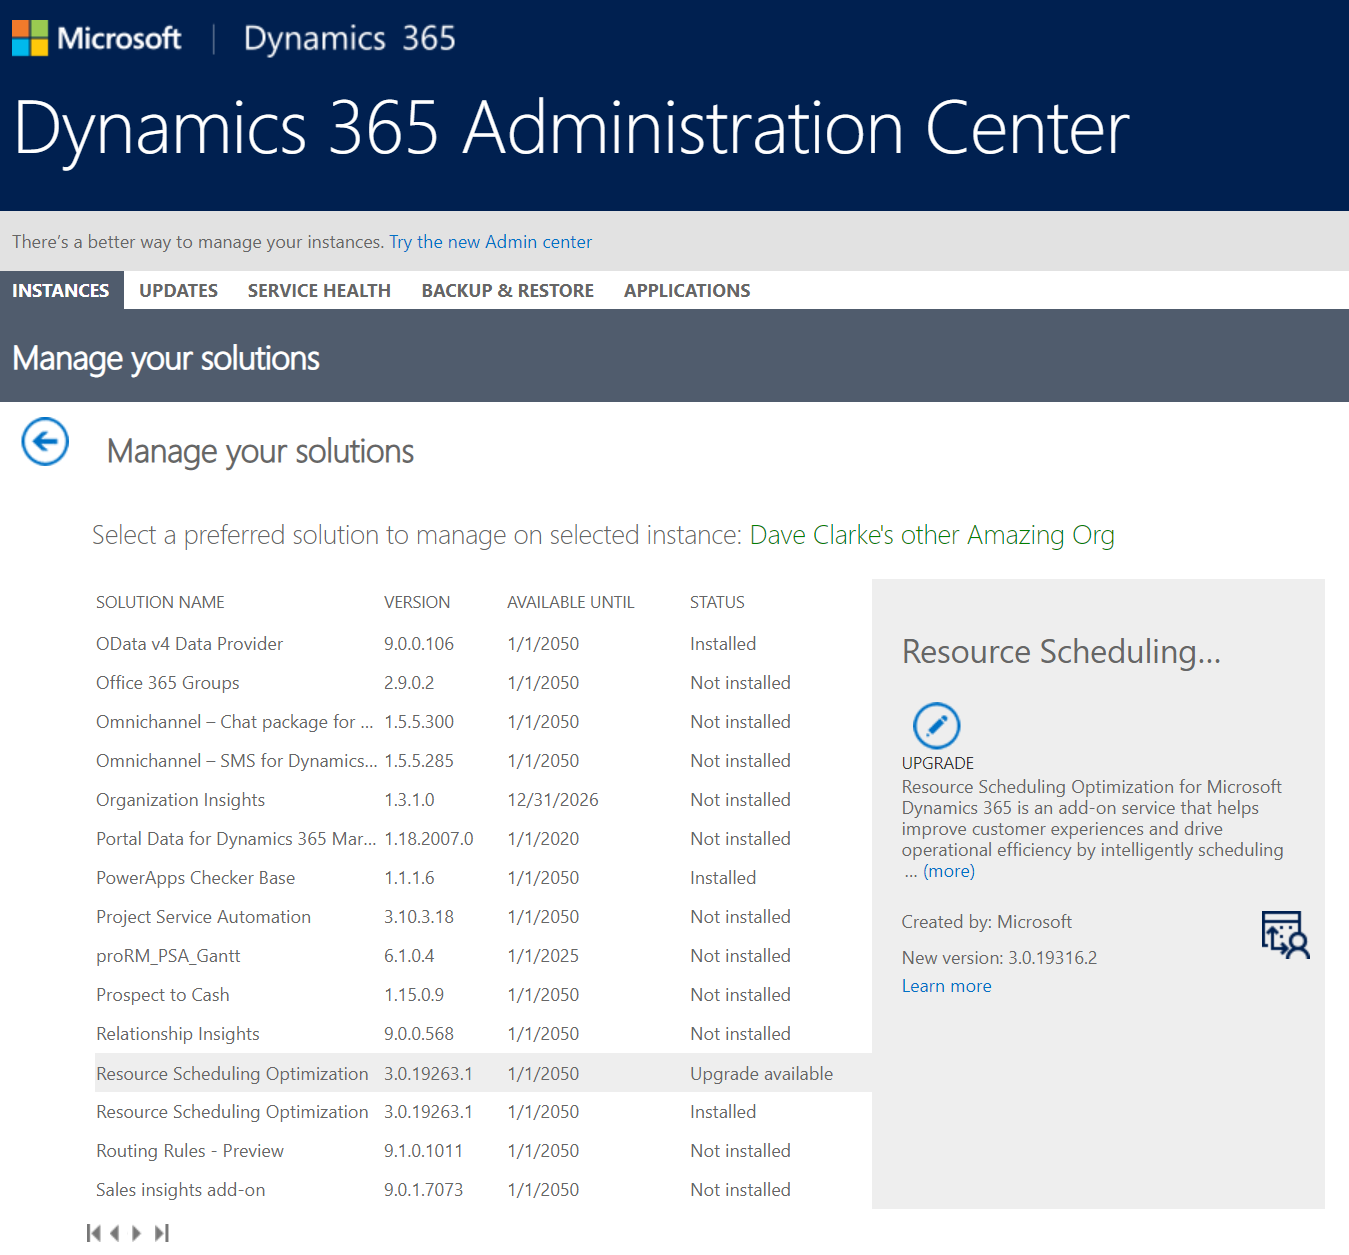 Microsoft | Dynamics 365
Dynamics 365 Administration Center
There's a better way to manage your instances. Try the new Admin center
INSTANCES UPDATES SERVICE HEALTH BACKUP & RESTORE APPLICATIONS
Manage your solutions
Manage your solutions
Select a preferred solution to manage on selected instance: Dave Clarke's other Amazing Org
SOLUTION NAME VERSION AVAILABLE UNTIL STATUS
OData v4 Data Provider 9.0.0.106 1/1/2050 Installed
Office 365 Groups 2.9.0.2 1/1/2050 Not installed
Omnichannel – Chat package for ... 1.5.5.300 1/1/2050 Not installed
Omnichannel – SMS for Dynamics... 1.5.5.285 1/1/2050 Not installed
Organization Insights 1.3.1.0 12/31/2026 Not installed
Portal Data for Dynamics 365 Mar... 1.18.2007.0 1/1/2020 Not installed
PowerApps Checker Base 1.1.1.6 1/1/2050 Installed
Project Service Automation 3.10.3.18 1/1/2050 Not installed
proRM_PSA_Gantt 6.1.0.4 1/1/2025 Not installed
Prospect to Cash 1.15.0.9 1/1/2050 Not installed
Relationship Insights 9.0.0.568 1/1/2050 Not installed
Resource Scheduling Optimization 3.0.19263.1 1/1/2050 Upgrade available
Resource Scheduling Optimization 3.0.19263.1 1/1/2050 Installed
Routing Rules - Preview 9.1.0.1011 1/1/2050 Not installed
Sales insights add-on 9.0.1.7073 1/1/2050 Not installed
Resource Scheduling...
UPGRADE
Resource Scheduling Optimization for Microsoft
Dynamics 365 is an add-on service that helps
improve customer experiences and drive
operational efficiency by intelligently scheduling
... (more)
Created by: Microsoft
New version: 3.0.19316.2
Learn more